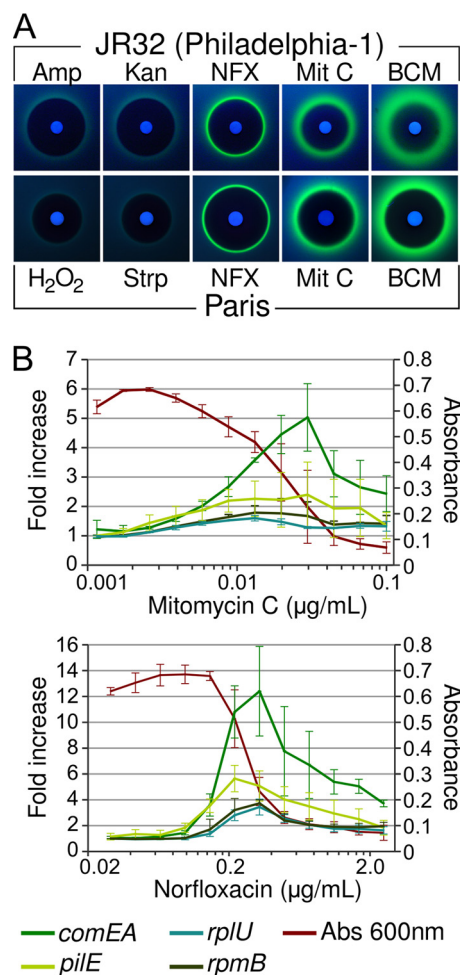 A
JR32 (Philadelphia-1)
Amp Kan NFX Mit C BCM
H₂O₂ Strp NFX Mit C BCM
Paris
B
7
6
5
4
3
2
1
0
Fold increase
0.8
0.7
0.6
0.5
0.4
0.3
0.2
0.1
0
Absorbance
0.001 0.01 0.1
Mitomycin C (µg/mL)
16
14
12
10
8
6
4
2
0
Fold increase
0.8
0.7
0.6
0.5
0.4
0.3
0.2
0.1
0
Absorbance
0.02 0.2 2.0
Norfloxacin (µg/mL)
comEA rplU Abs 600nm
pilE rpmB